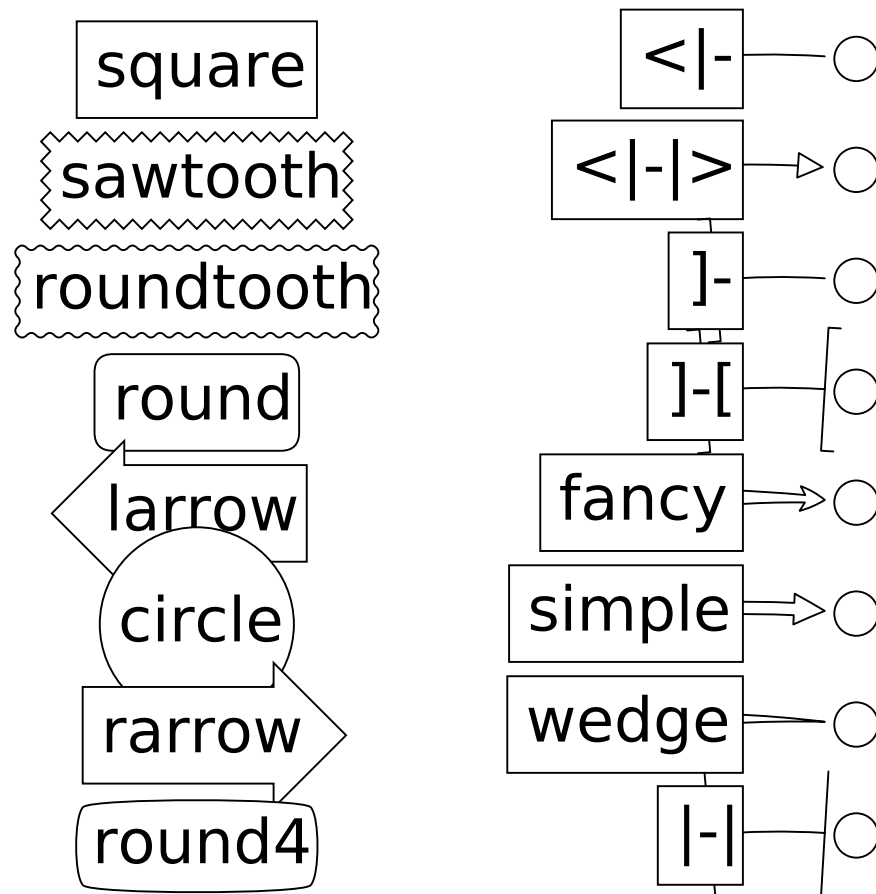 square
sawtooth
roundtooth
round
larrow
circle
rarrow
round4
<|-
<|-|>
]-
]-[
fancy
simple
wedge
|-|